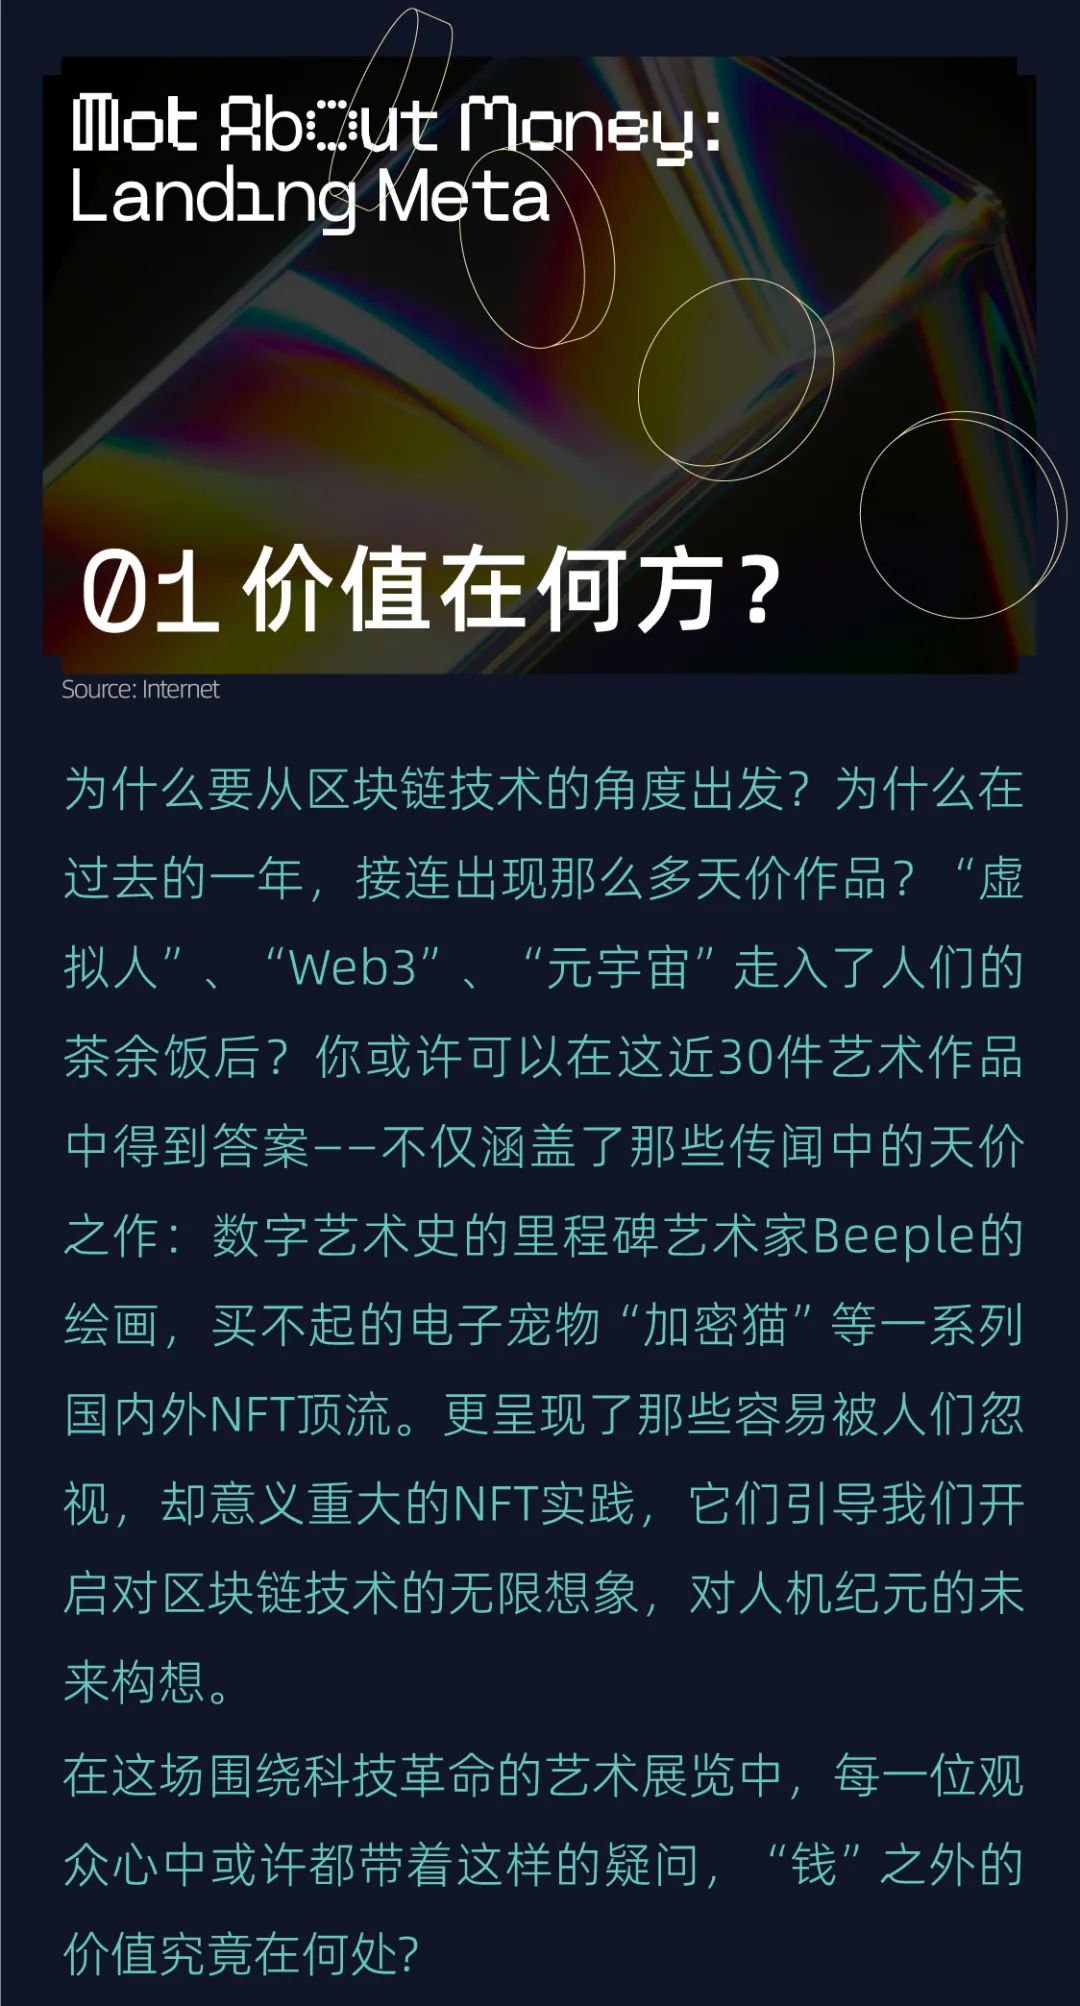 Not About Money:
Landing Meta
01 价值在何方？
Source: Internet
为什么要从区块链技术的角度出发？为什么在
过去的一年，接连出现那么多天价作品？“虚
拟人”、“Web3”、“元宇宙”走入了人们的
茶余饭后？你或许可以在这近30件艺术作品
中得到答案——不仅涵盖了那些传闻中的天价
之作：数字艺术史的里程碑艺术家Beeple的
绘画，买不起的电子宠物“加密猫”等一系列
国内外NFT顶流。更呈现了那些容易被人们忽
视，却意义重大的NFT实践，它们引导我们开
启对区块链技术的无限想象，对人机纪元的未
来构想。
在这场围绕科技革命的艺术展览中，每一位观
众心中或许都带着这样的疑问，“钱”之外的
价值究竟在何处?